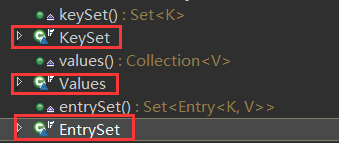 keySet() : Set<K>
KeySet
values() : Collection<V>
Values
entrySet() : Set<Entry<K, V>>
EntrySet